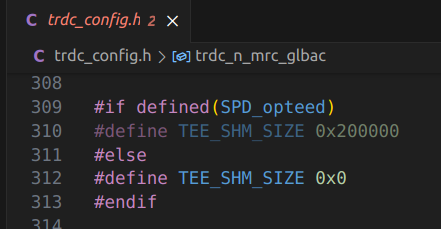 C trdc_config.h 2 ×
C trdc_config.h > trdc_n_mrc_glbac
308
309 #if defined(SPD_opteed)
310 #define TEE_SHM_SIZE 0x200000
311 #else
312 #define TEE_SHM_SIZE 0x0
313 #endif
314